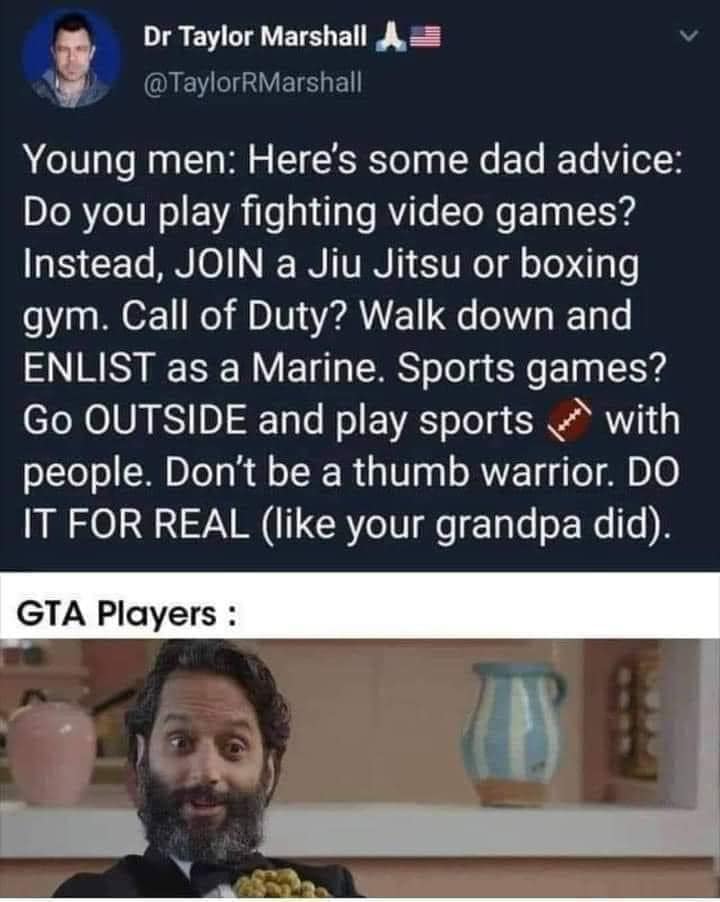 Dr Taylor Marshall 🙏🇺🇸
@TaylorRMarshall
Young men: Here's some dad advice:
Do you play fighting video games?
Instead, JOIN a Jiu Jitsu or boxing
gym. Call of Duty? Walk down and
ENLIST as a Marine. Sports games?
Go OUTSIDE and play sports 🏈 with
people. Don't be a thumb warrior. DO
IT FOR REAL (like your grandpa did).
GTA Players :